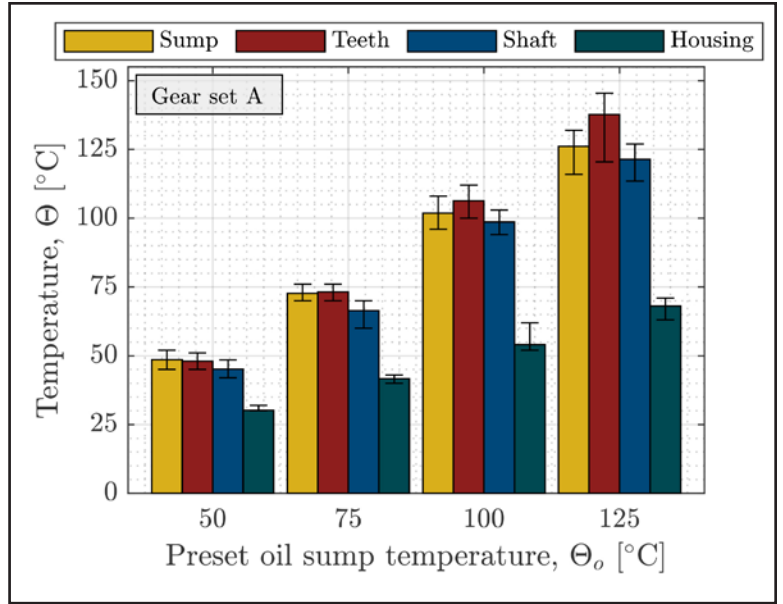 Sump Teeth Shaft Housing
Gear set A
150
125
100
75
50
25
0
Temperature, Θ [°C]
50 75 100 125
Preset oil sump temperature, Θₒ [°C]